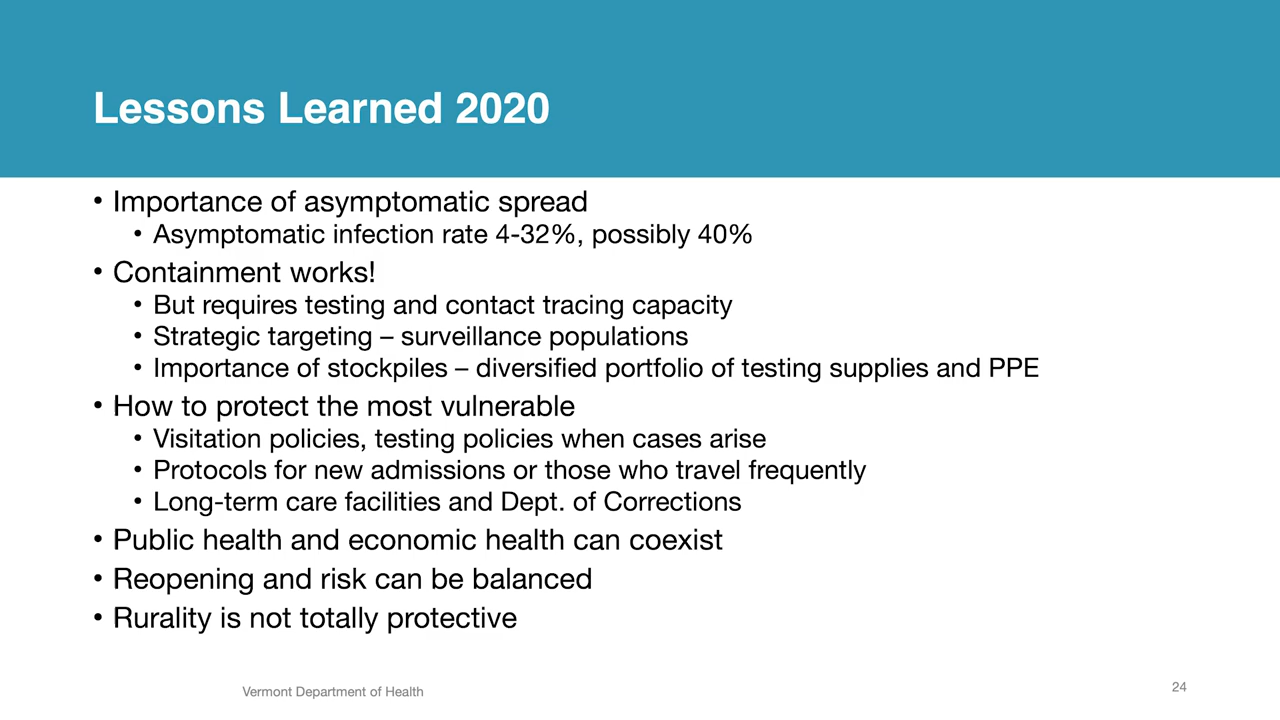 Lessons Learned 2020
• Importance of asymptomatic spread
• Asymptomatic infection rate 4-32%, possibly 40%
• Containment works!
• But requires testing and contact tracing capacity
• Strategic targeting – surveillance populations
• Importance of stockpiles – diversified portfolio of testing supplies and PPE
• How to protect the most vulnerable
• Visitation policies, testing policies when cases arise
• Protocols for new admissions or those who travel frequently
• Long-term care facilities and Dept. of Corrections
• Public health and economic health can coexist
• Reopening and risk can be balanced
• Rurality is not totally protective
Vermont Department of Health
24